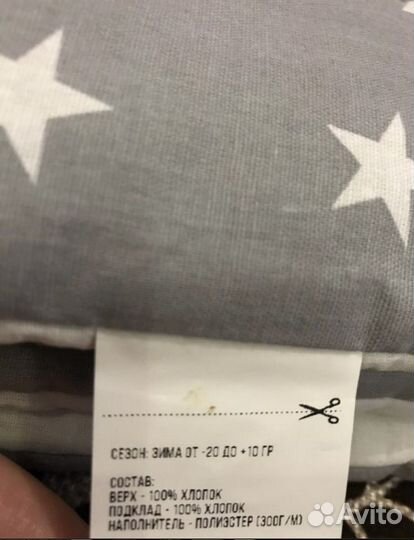 СЕЗОН: ЗИМА ОТ -20 ДО +10 ГР
СОСТАВ:
ВЕРХ - 100% ХЛОПОК
ПОДКЛАД - 100% ХЛОПОК
НАПОЛНИТЕЛЬ - ПОЛИЭСТЕР (300Г/М)
Avito